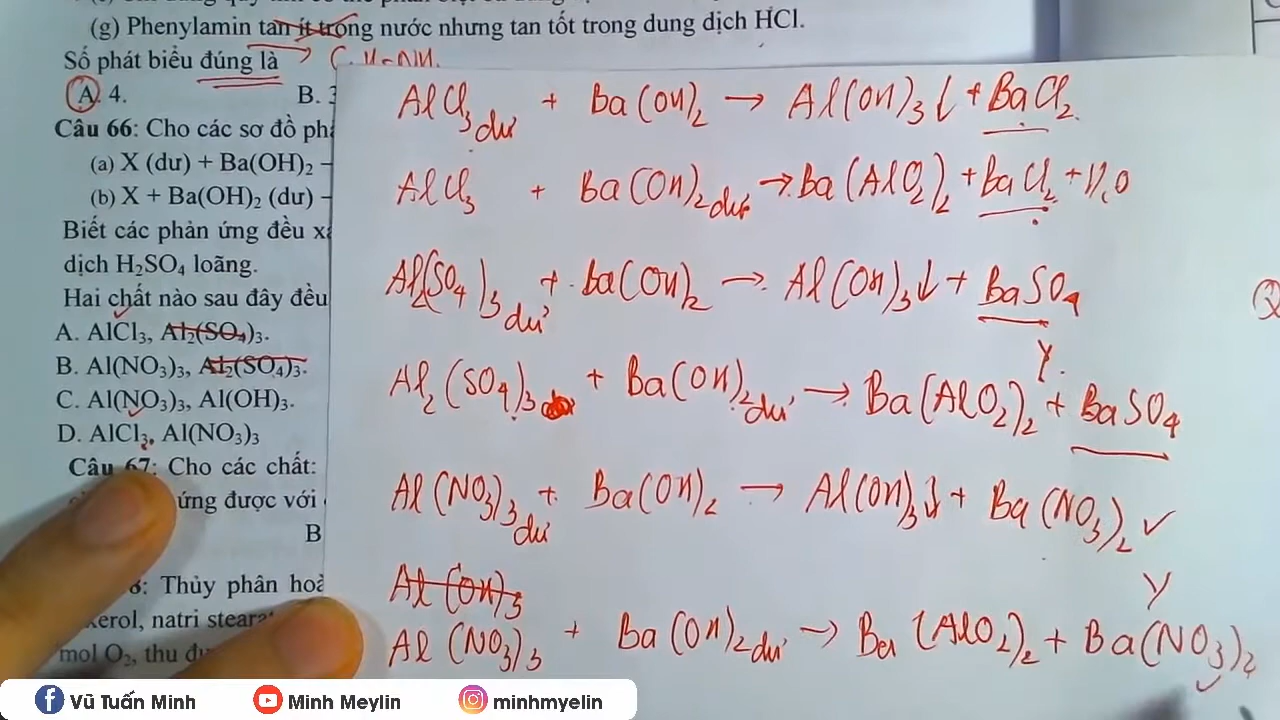 (g) Phenylamin tan ít trong nước nhưng tan tốt trong dung dịch HCl.
Số phát biểu đúng là
A. 4.
B. 3
Câu 66: Cho các sơ đồ ph
(a) X (dư) + Ba(OH)₂
(b) X + Ba(OH)₂ (dư)
Biết các phản ứng đều x
dịch H₂SO₄ loãng.
Hai chất nào sau đây đều
A. AlCl₃, Al₂(SO₄)₃.
B. Al(NO₃)₃, Al₂(SO₄)₃.
C. Al(NO₃)₃, Al(OH)₃.
D. AlCl₃, Al(NO₃)₃
Câu 67: Cho các chất:
ứng được với
B
8: Thủy phân hoà
xerol, natri steara
mol O₂, thu đư
AlCl₃ dư + Ba(OH)₂ → Al(OH)₃↓ + BaCl₂
AlCl₃ + Ba(OH)₂ dư → Ba(AlO₂)₂ + BaCl₂ + H₂O
Al₂(SO₄)₃ dư + Ba(OH)₂ → Al(OH)₃↓ + BaSO₄
Y
Al₂(SO₄)₃ + Ba(OH)₂ dư → Ba(AlO₂)₂ + BaSO₄
Al(NO₃)₃ dư + Ba(OH)₂ → Al(OH)₃↓ + Ba(NO₃)₂ ✓
Al(OH)₃
Y
Al(NO₃)₃ + Ba(OH)₂ dư → Ba(AlO₂)₂ + Ba(NO₃)₂
Vũ Tuấn Minh
Minh Meylin
minhmyelin